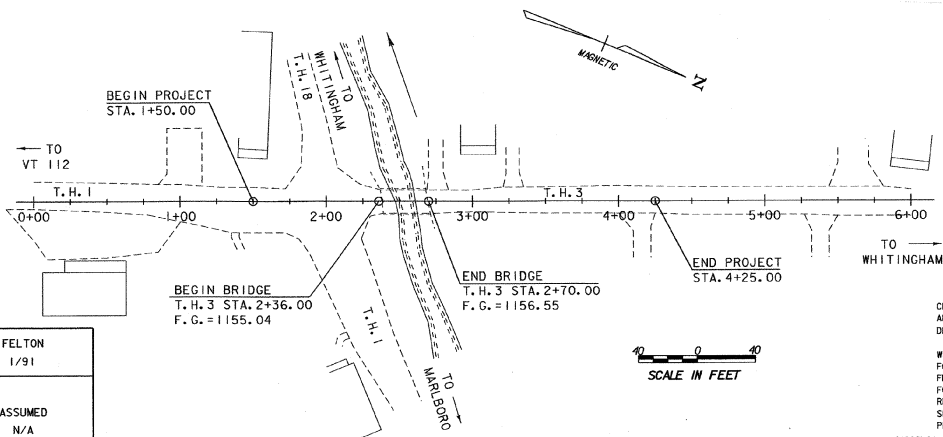 MAGNETIC
N
T.H.18
TO
WHITINGHAM
BEGIN PROJECT
STA. 1+50.00
TO
VT 112
T.H.1
T.H.3
0+00
1+00
2+00
3+00
4+00
5+00
6+00
TO
WHITINGHAM
BEGIN BRIDGE
T.H.3 STA.2+36.00
F.G.=1155.04
END BRIDGE
T.H.3 STA.2+70.00
F.G.=1156.55
END PROJECT
STA.4+25.00
T.H.1
TO
MARLBORO
40 0 40
SCALE IN FEET
FELTON
1/91
ASSUMED
N/A